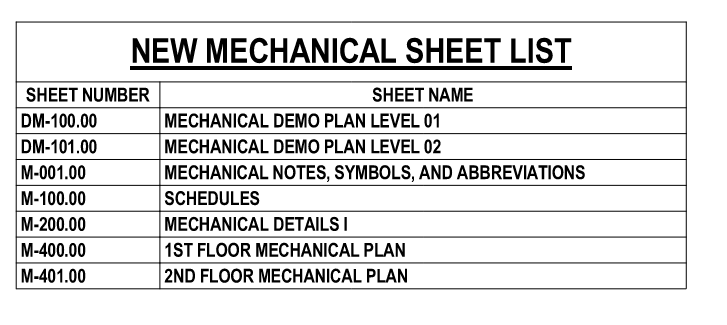 NEW MECHANICAL SHEET LIST
SHEET NUMBER SHEET NAME
DM-100.00 MECHANICAL DEMO PLAN LEVEL 01
DM-101.00 MECHANICAL DEMO PLAN LEVEL 02
M-001.00 MECHANICAL NOTES, SYMBOLS, AND ABBREVIATIONS
M-100.00 SCHEDULES
M-200.00 MECHANICAL DETAILS I
M-400.00 1ST FLOOR MECHANICAL PLAN
M-401.00 2ND FLOOR MECHANICAL PLAN